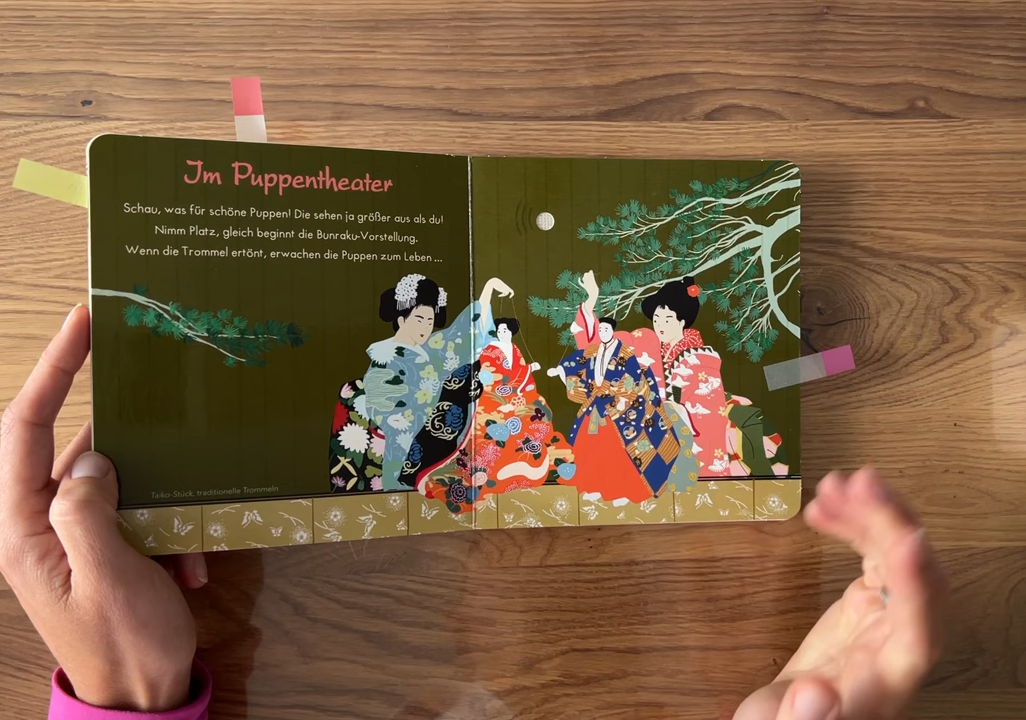 Im Puppentheater
Schau, was für schöne Puppen! Die sehen ja größer aus als du!
Nimm Platz, gleich beginnt die Bunraku-Vorstellung.
Wenn die Trommel ertönt, erwachen die Puppen zum Leben ...
Taiko-Stück, traditionelle Trommeln